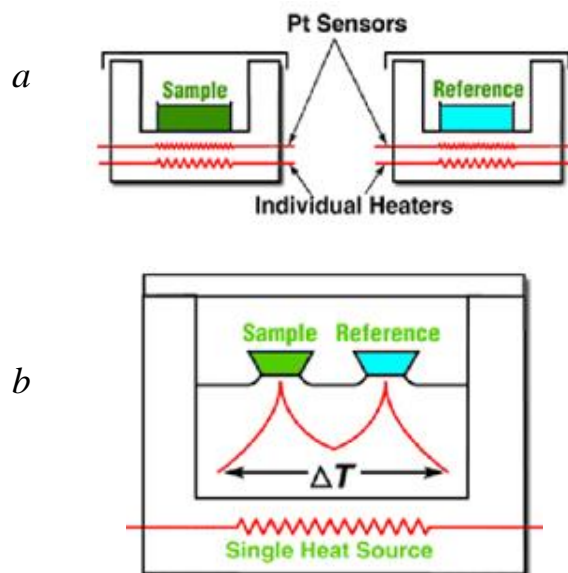 Pt Sensors
a
Sample
Reference
Individual Heaters
Sample Reference
b
ΔT
Single Heat Source